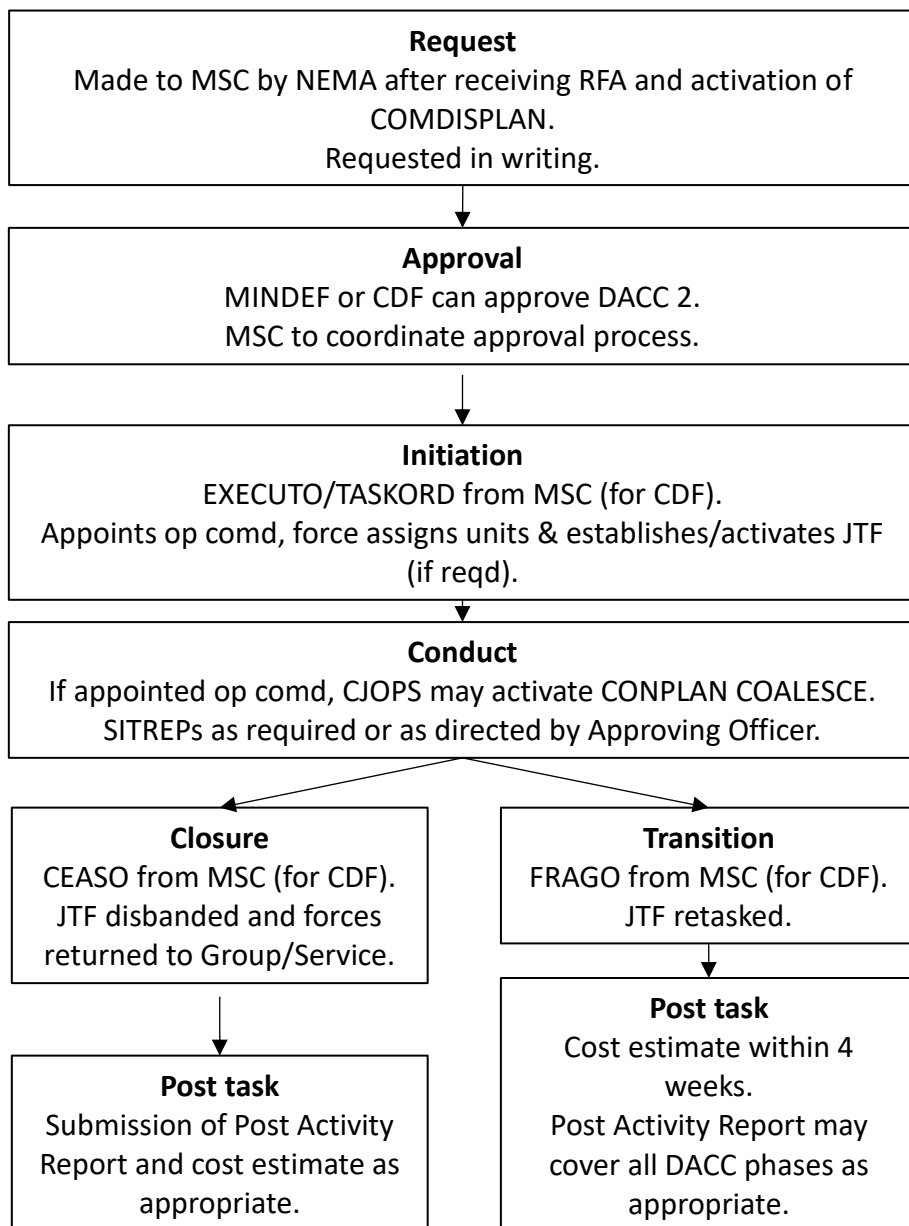 Request
Made to MSC by NEMA after receiving RFA and activation of
COMDISPLAN.
Requested in writing.
Approval
MINDEF or CDF can approve DACC 2.
MSC to coordinate approval process.
Initiation
EXECUTO/TASKORD from MSC (for CDF).
Appoints op comd, force assigns units & establishes/activates JTF
(if reqd).
Conduct
If appointed op comd, CJOPS may activate CONPLAN COALESCE.
SITREPs as required or as directed by Approving Officer.
Closure
CEASO from MSC (for CDF).
JTF disbanded and forces
returned to Group/Service.
Post task
Submission of Post Activity
Report and cost estimate as
appropriate.
Transition
FRAGO from MSC (for CDF).
JTF retasked.
Post task
Cost estimate within 4
weeks.
Post Activity Report may
cover all DACC phases as
appropriate.